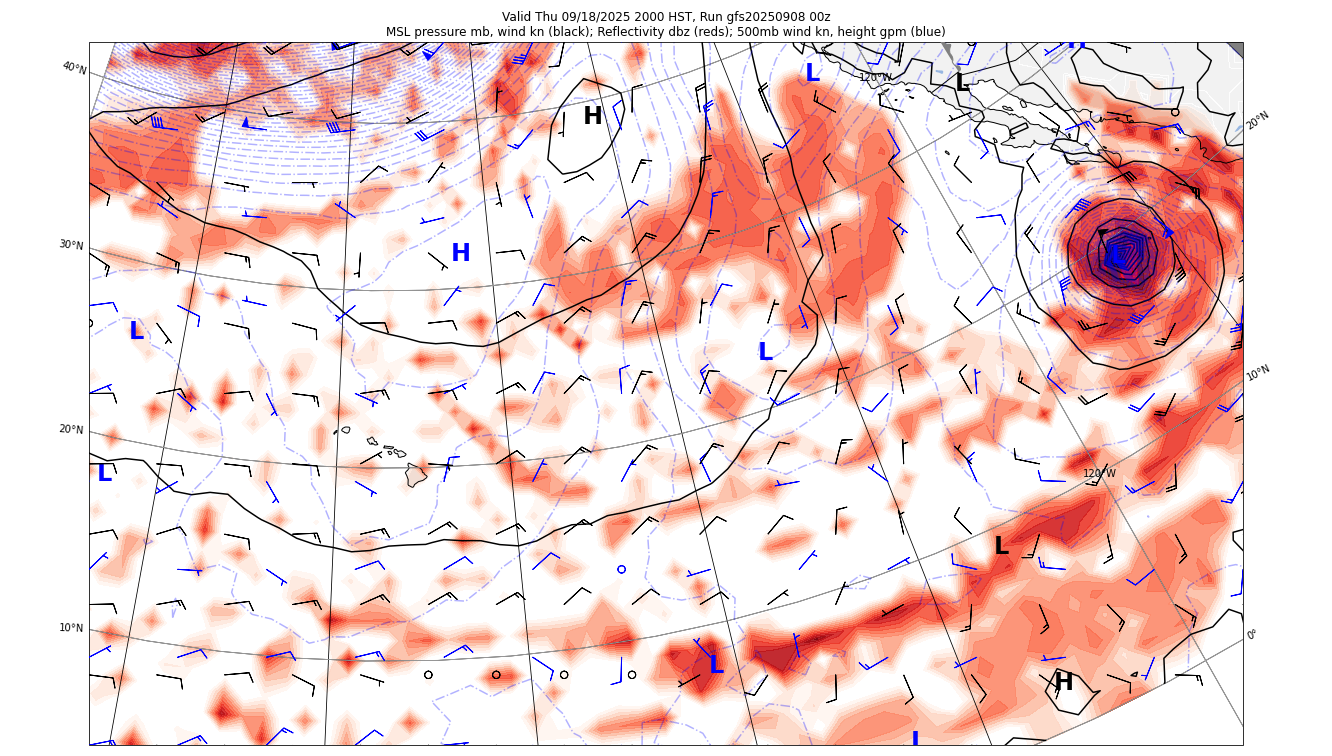 Valid Thu 09/18/2025 2000 HST, Run gfs20250908 00z
MSL pressure mb, wind kn (black); Reflectivity dbz (reds); 500mb wind kn, height gpm (blue)
H
40°N
L
120°W
L
H
20°N
30°N
H
L
L
L
10°N
20°N
L
120°W
L
10°N
0°
L
H
L